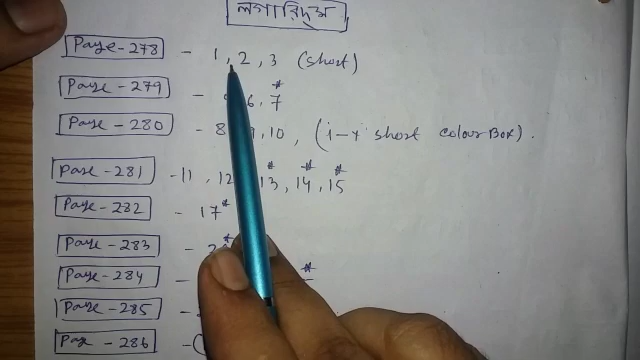 লগারিদম
Page-278 - 1, 2, 3 (short)
Page-279 - 6, 7*
Page-280 - 8, 10, (i-x short colour Box).
Page-281 - 11, 12, 13*, 14*, 15*
Page-282 - 17*
Page-283 -
Page-284 -
Page-285 -
Page-286 -